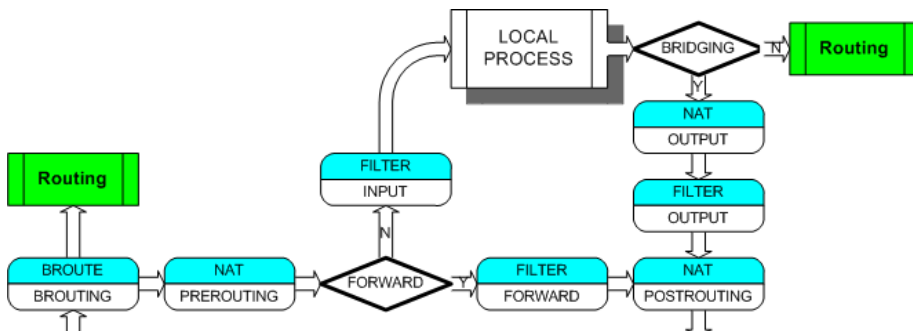 LOCAL
PROCESS
BRIDGING
N
Routing
Y
NAT
OUTPUT
FILTER
INPUT
Routing
FILTER
OUTPUT
N
BROUTE
BROUTING
NAT
PREROUTING
FORWARD
Y
FILTER
FORWARD
NAT
POSTROUTING